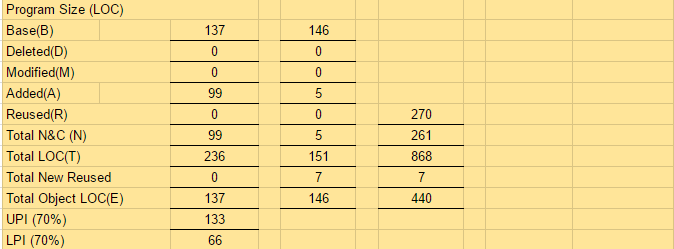 Program Size (LOC)
Base(B) 137 146
Deleted(D) 0 0
Modified(M) 0 0
Added(A) 99 5
Reused(R) 0 0 270
Total N&C (N) 99 5 261
Total LOC(T) 236 151 868
Total New Reused 0 7 7
Total Object LOC(E) 137 146 440
UPI (70%) 133
LPI (70%) 66